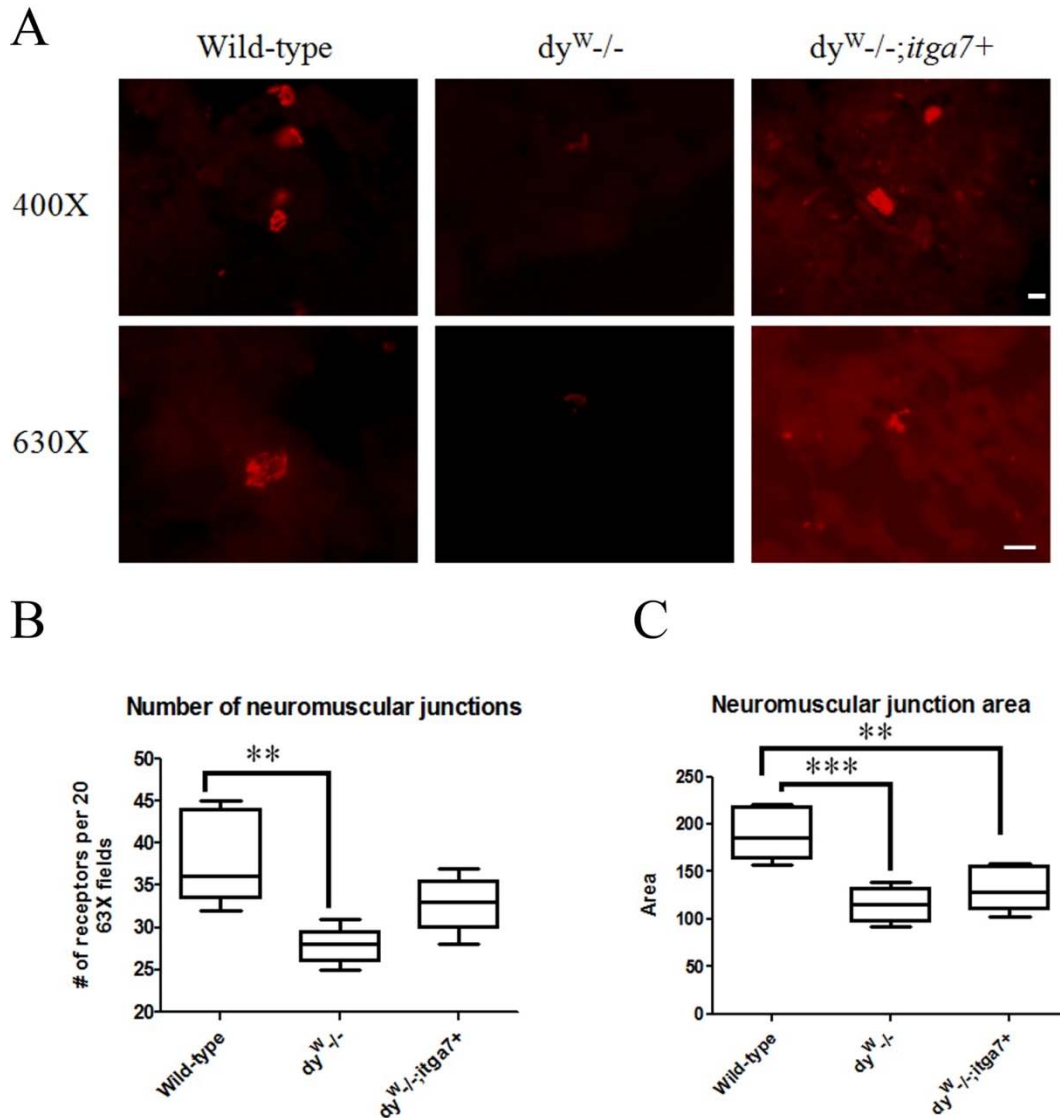 A
Wild-type dyW-/- dyW-/-;itga7+
400X
630X
B
C
Number of neuromuscular junctions
**
# of receptors per 20
63X fields
50
45
40
35
30
25
20
Wild-type
dyW-/-
dyW-/-;itga7+
Neuromuscular junction area
**
***
Area
250
200
150
100
50
0
Wild-type
dyW-/-
dyW-/-;itga7+